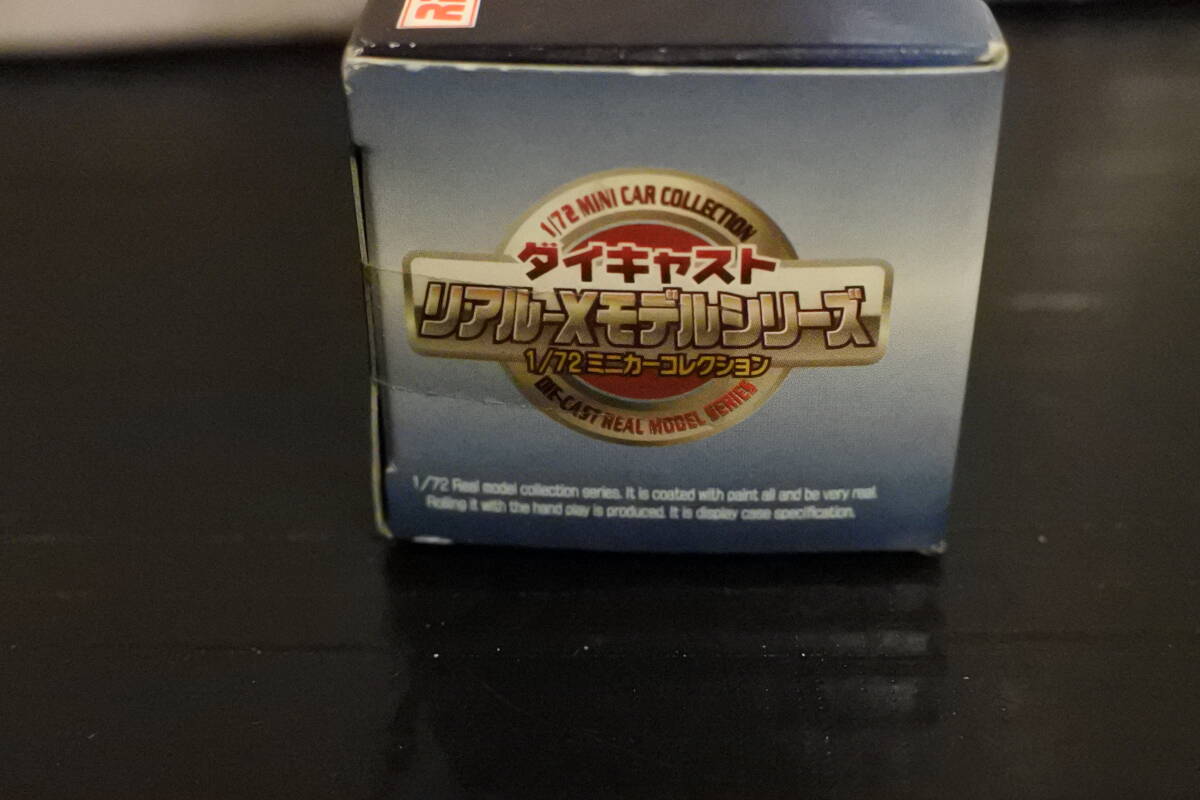 1/72 MINI CAR COLLECTION
ダイキャスト
リアル-Xモデルシリーズ
1/72 ミニカーコレクション
DIE-CAST REAL MODEL SERIES
1/72 Real model collection series. It is coated with paint all and be very real.
Rolling it with the hand play is produced. It is display case specification.